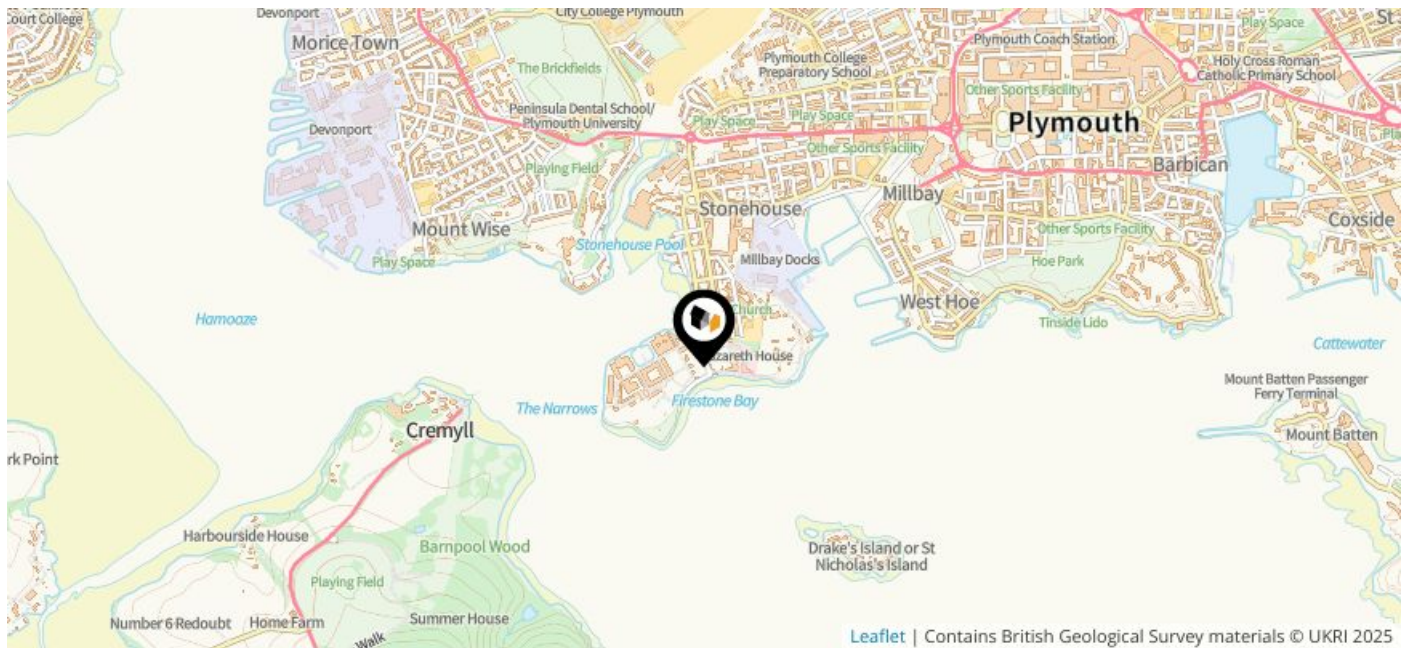 Court College
Devonport
City College Plymouth
Play Space
St
Morice Town
Plymouth Coach Station
The Brickfields
Plymouth College
Preparatory School
Holy Cross Roman
Catholic Primary School
Other Sports Facility
Peninsula Dental School/
Plymouth University
Play Space
Play Space
Plymouth
Devonport
Other Sports Facility
Playing Field
Barbican
Millbay
Stonehouse
Coxside
Mount Wise
Other Sports Facility
Stonehouse Pool
Play Space
Millbay Docks
Hoe Park
West Hoe
Church
Hamoaze
Tinside Lido
Cattewater
zareth House
Mount Batten Passenger
Ferry Terminal
Firestone Bay
The Narrows
Cremyll
Mount Batten
rk Point
Harbourside House
Barnpool Wood
Drake's Island or St
Nicholas's Island
Playing Field
Number 6 Redoubt
Home Farm
Summer House
Walk
Leaflet | Contains British Geological Survey materials © UKRI 2025